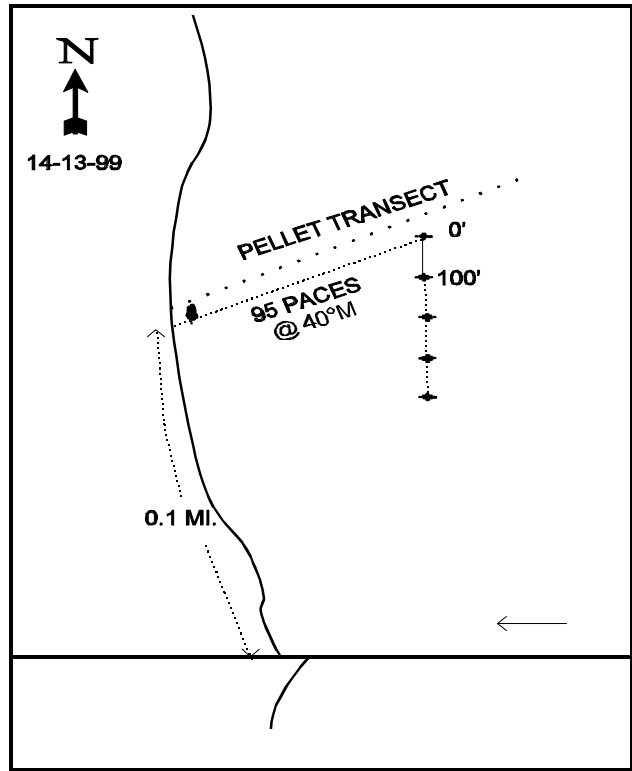 N
14-13-99
PELLET TRANSECT
0'
100'
95 PACES
@ 40°M
0.1 MI.